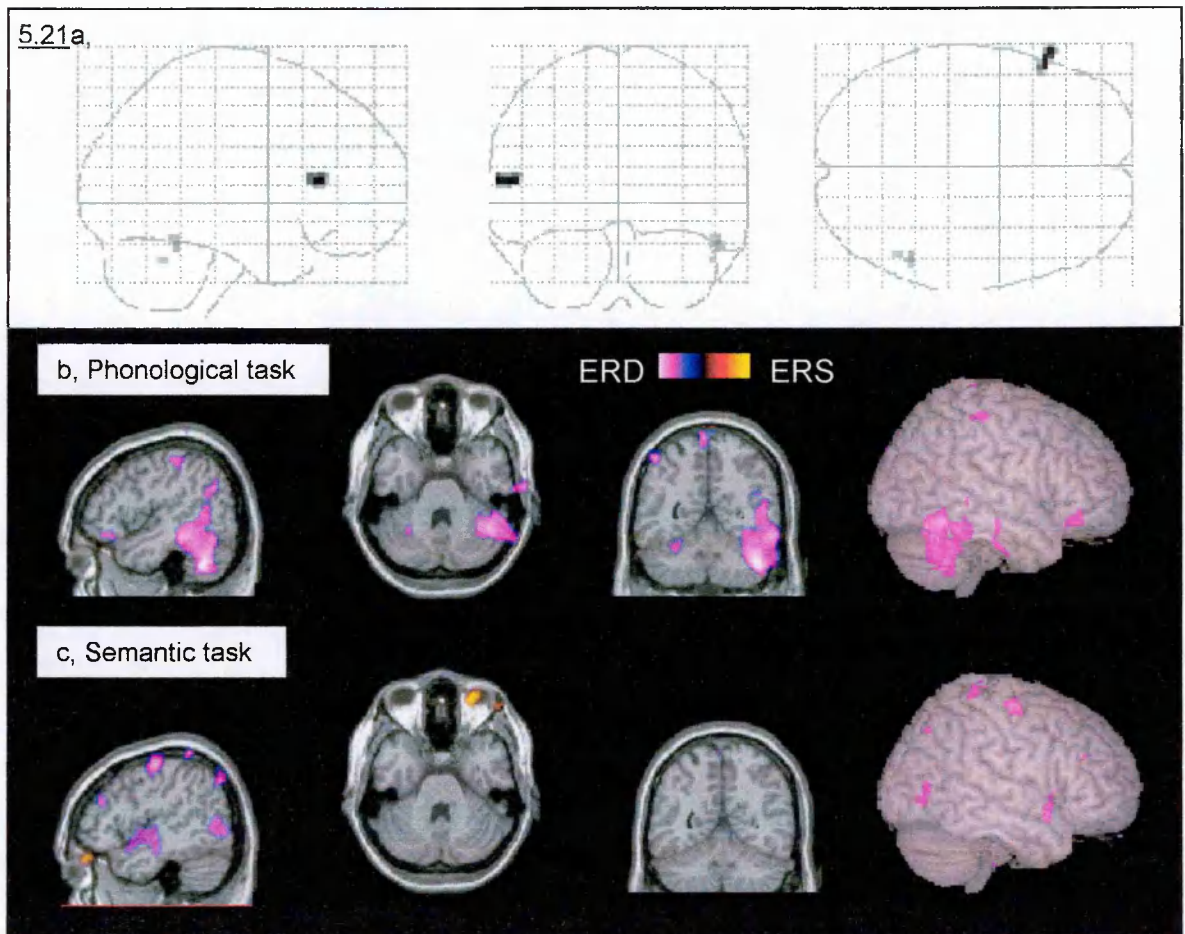 5.21a,
b, Phonological task
ERD ERS
c, Semantic task